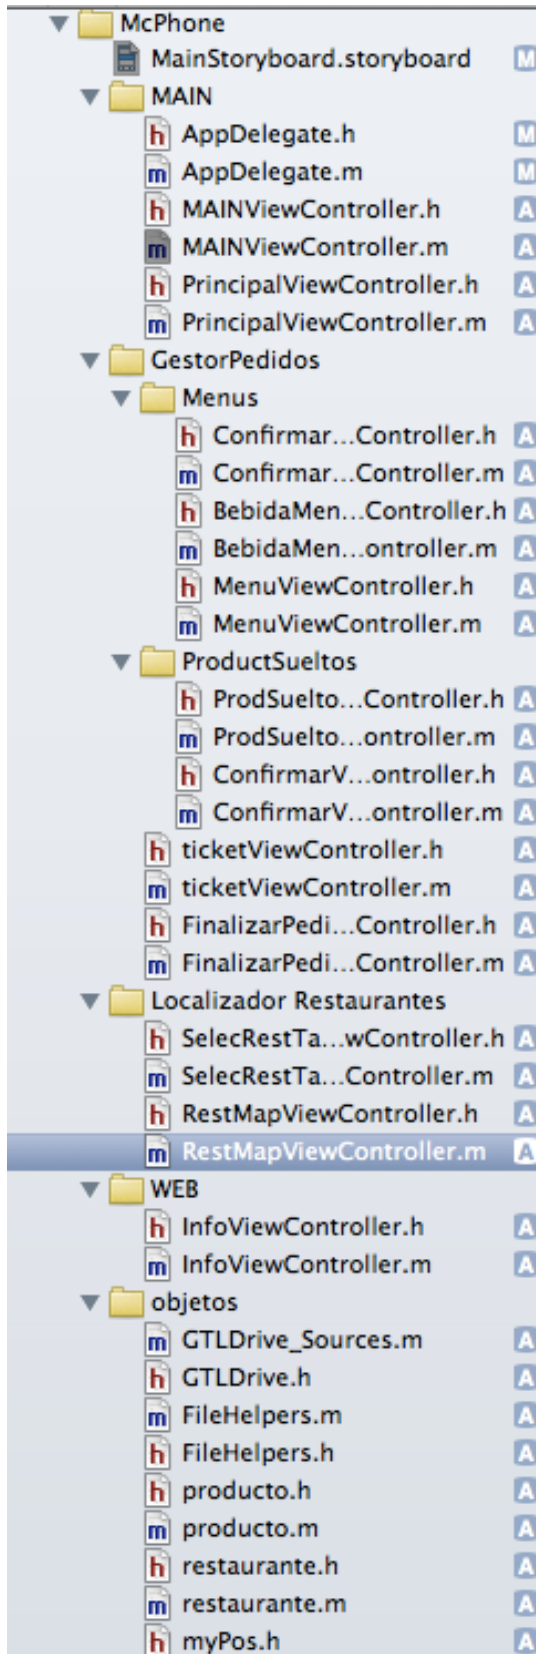 McPhone
MainStoryboard.storyboard M
MAIN
h AppDelegate.h M
m AppDelegate.m M
h MAINViewController.h A
m MAINViewController.m A
h PrincipalViewController.h A
m PrincipalViewController.m A
GestorPedidos
Menus
h Confirmar...Controller.h A
m Confirmar...Controller.m A
h BebidaMen...Controller.h A
m BebidaMen...ontroller.m A
h MenuViewController.h A
m MenuViewController.m A
ProductSueltos
h ProdSuelto...Controller.h A
m ProdSuelto...ontroller.m A
h ConfirmarV...ontroller.h A
m ConfirmarV...ontroller.m A
h ticketViewController.h A
m ticketViewController.m A
h FinalizarPedi...Controller.h A
m FinalizarPedi...Controller.m A
Localizador Restaurantes
h SelecRestTa...wController.h A
m SelecRestTa...Controller.m A
h RestMapViewController.h A
m RestMapViewController.m A
WEB
h InfoViewController.h A
m InfoViewController.m A
objetos
m GTLDrive_Sources.m A
h GTLDrive.h A
m FileHelpers.m A
h FileHelpers.h A
h producto.h A
m producto.m A
h restaurante.h A
m restaurante.m A
h myPos.h A